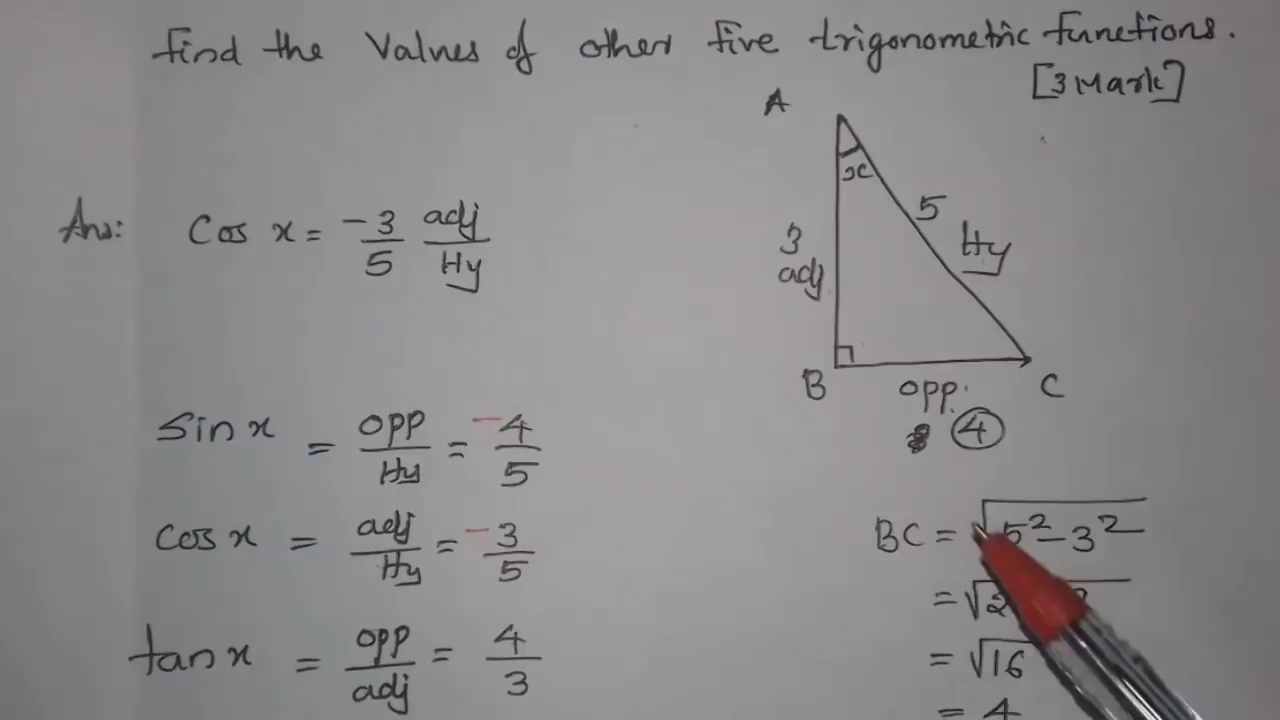 find the Values of other five trigonometric functions.
[3 Mark]
A
x
5
Hy
3
adj
B
C
opp.
4
Ans: Cos x = -3/5 adj/Hy
Sin x = opp/Hy = -4/5
cos x = adj/Hy = -3/5
tan x = opp/adj = 4/3
BC = √5² - 3²
= √2
= √16
= 4